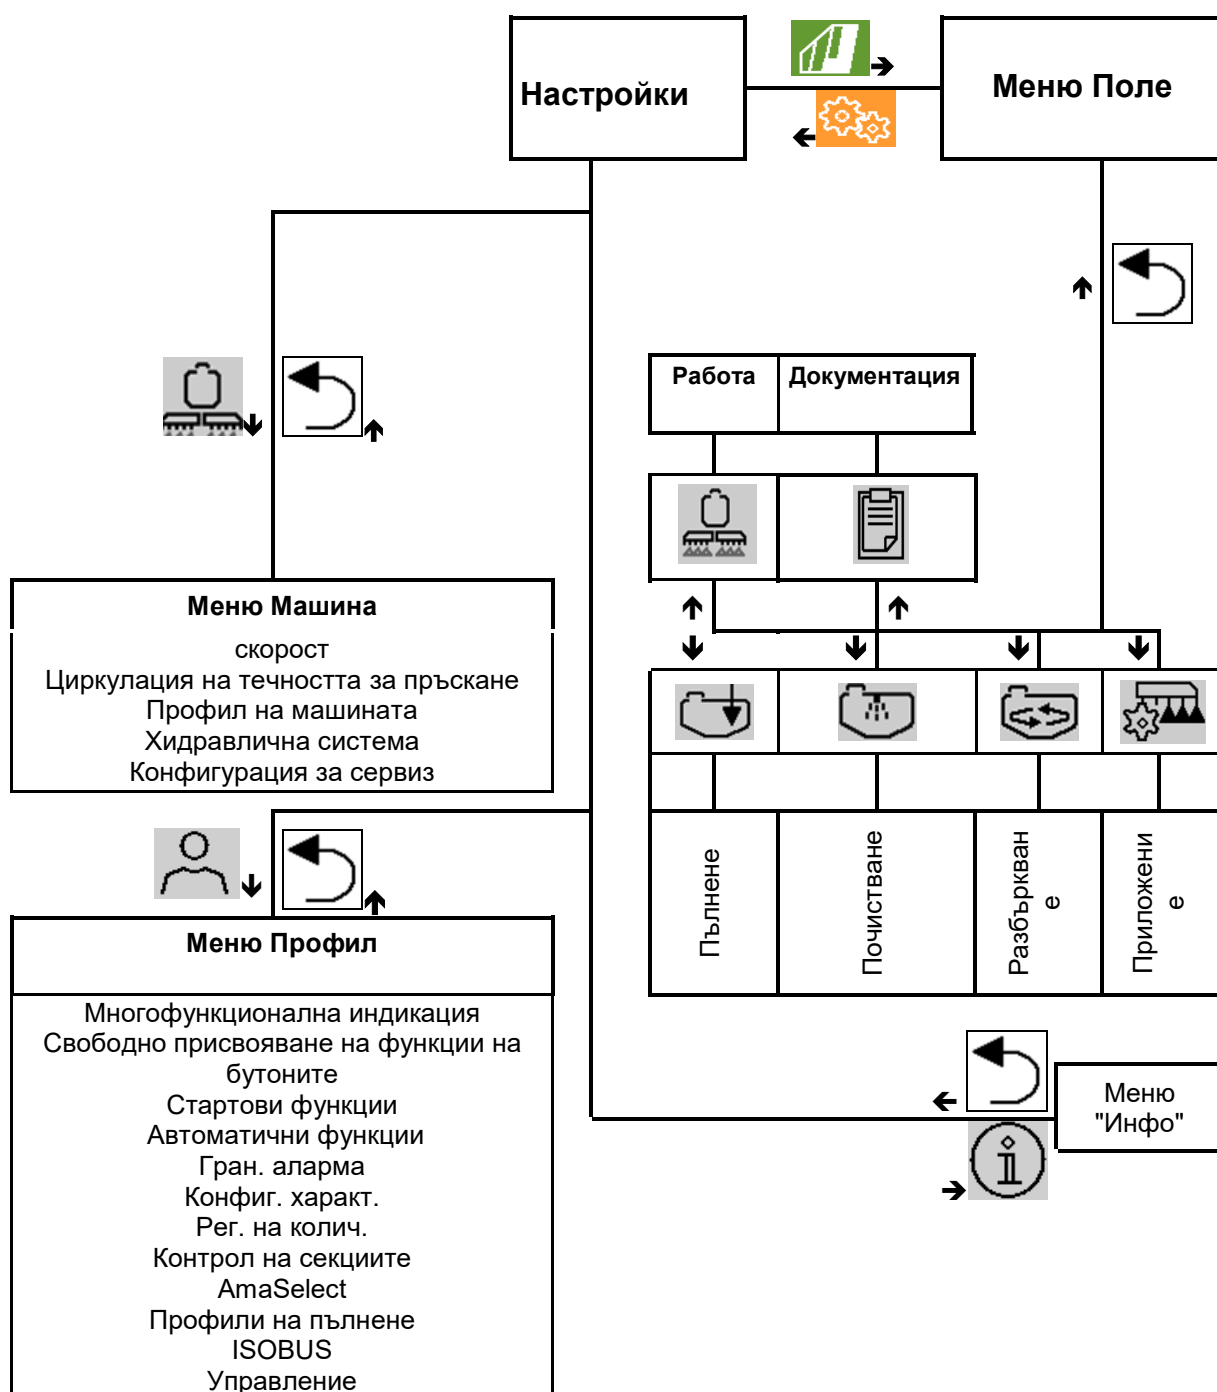 Настройки
Меню Поле
Работа
Документация
Меню Машина
скорост
Циркулация на течността за пръскане
Профил на машината
Хидравлична система
Конфигурация за сервиз
Пълнене
Почистване
Разбъркван
е
Приложени
е
Меню Профил
Многофункционална индикация
Свободно присвояване на функции на
бутоните
Стартови функции
Автоматични функции
Гран. аларма
Конфиг. характ.
Рег. на колич.
Контрол на секциите
AmaSelect
Профили на пълнене
ISOBUS
Управление
Меню
"Инфо"